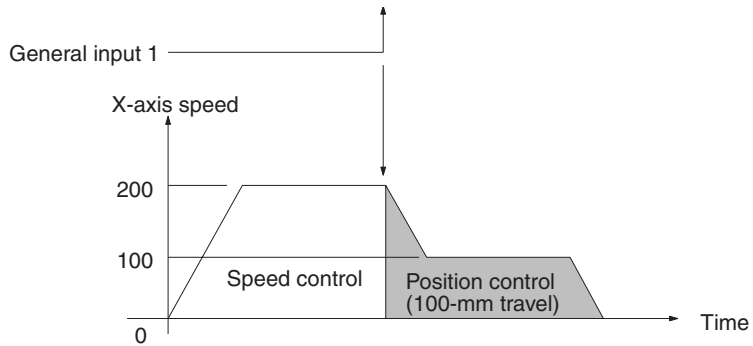 General input 1
X-axis speed
200
100
Speed control
Position control
(100-mm travel)
Time
0